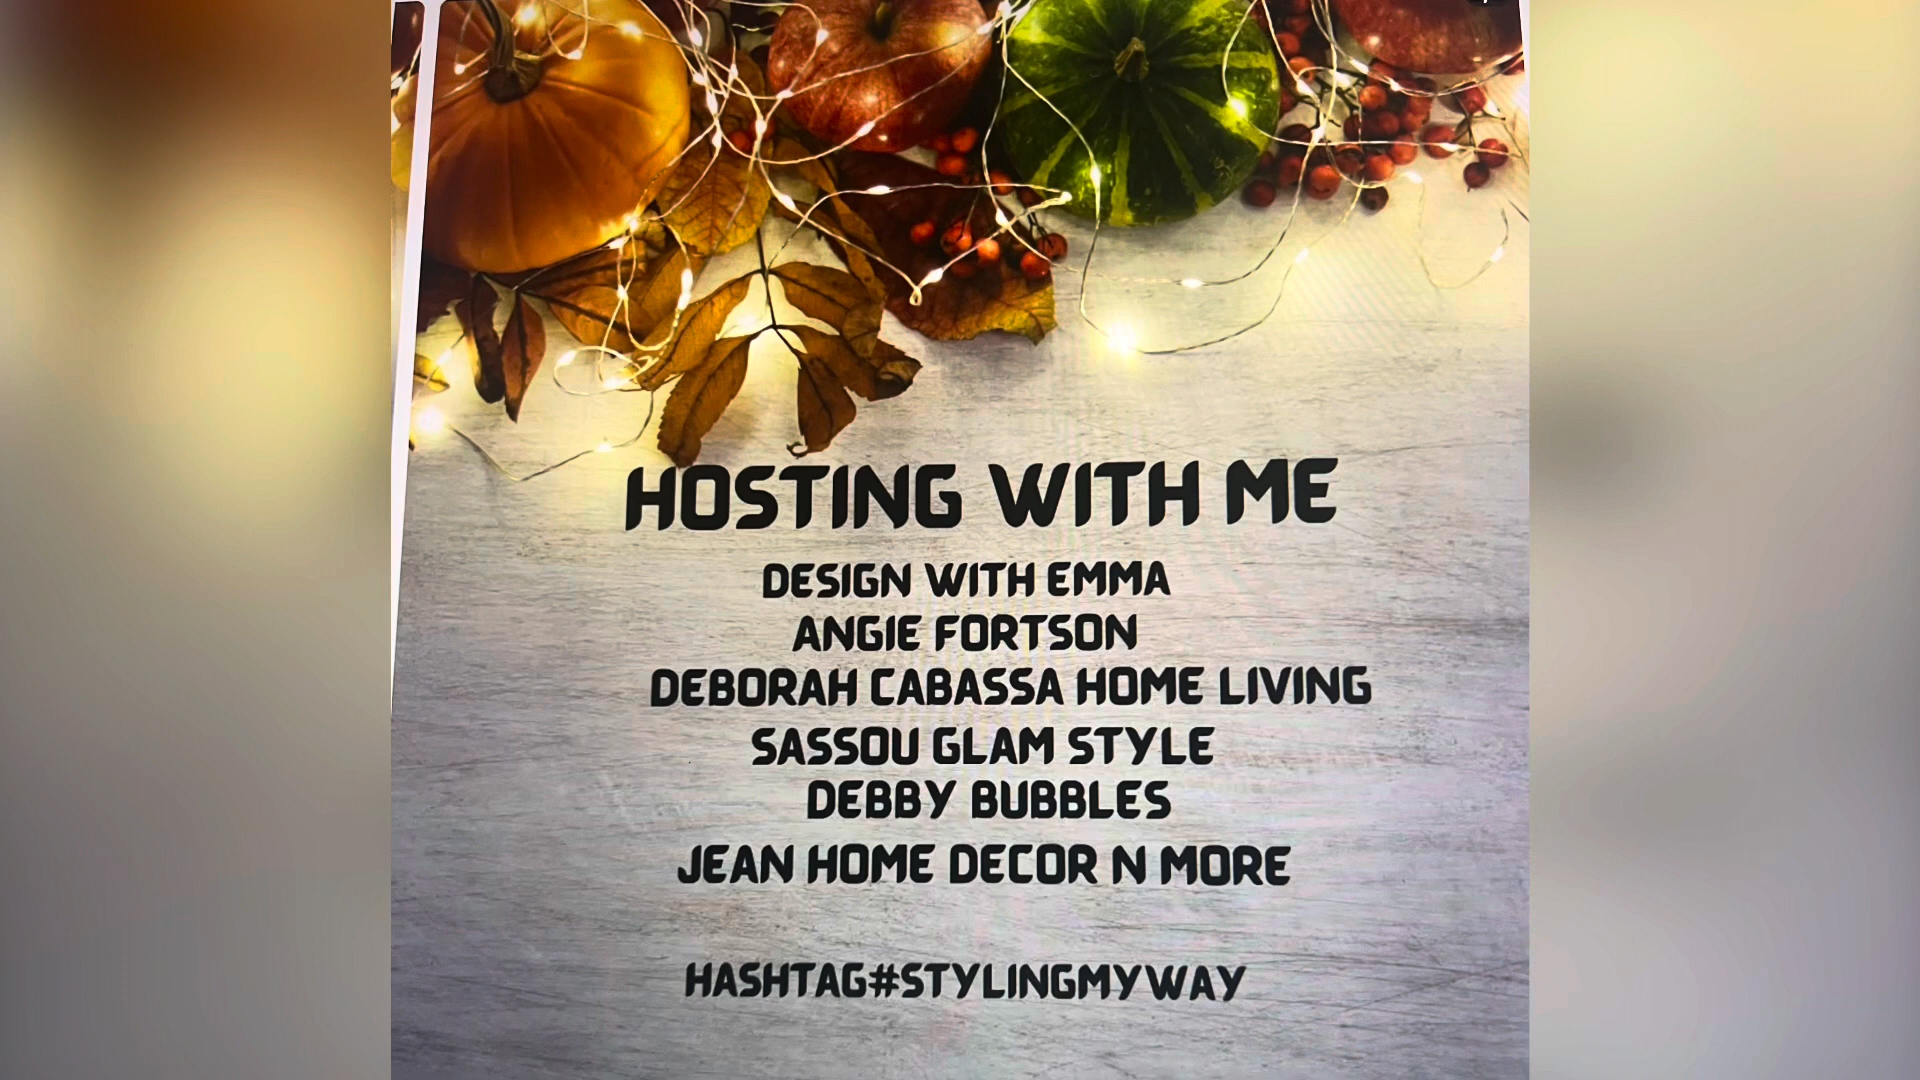 HOSTING WITH ME
DESIGN WITH EMMA
ANGIE FORTSON
DEBORAH CABASSA HOME LIVING
SASSOU GLAM STYLE
DEBBY BUBBLES
JEAN HOME DECOR N MORE
HASHTAG#STYLINGMYWAY